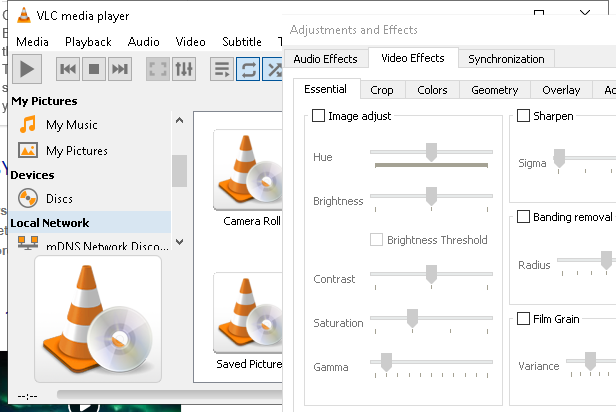 VLC media player
Media Playback Audio Video Subtitle
My Pictures
My Music
My Pictures
Devices
Discs
Local Network
mDNS Network Disco...
Camera Roll
Saved Picture
--:--
Adjustments and Effects
Audio Effects Video Effects Synchronization
Essential Crop Colors Geometry Overlay
Image adjust
Hue
Brightness
Brightness Threshold
Contrast
Saturation
Gamma
Sharpen
Sigma
Banding removal
Radius
Film Grain
Variance